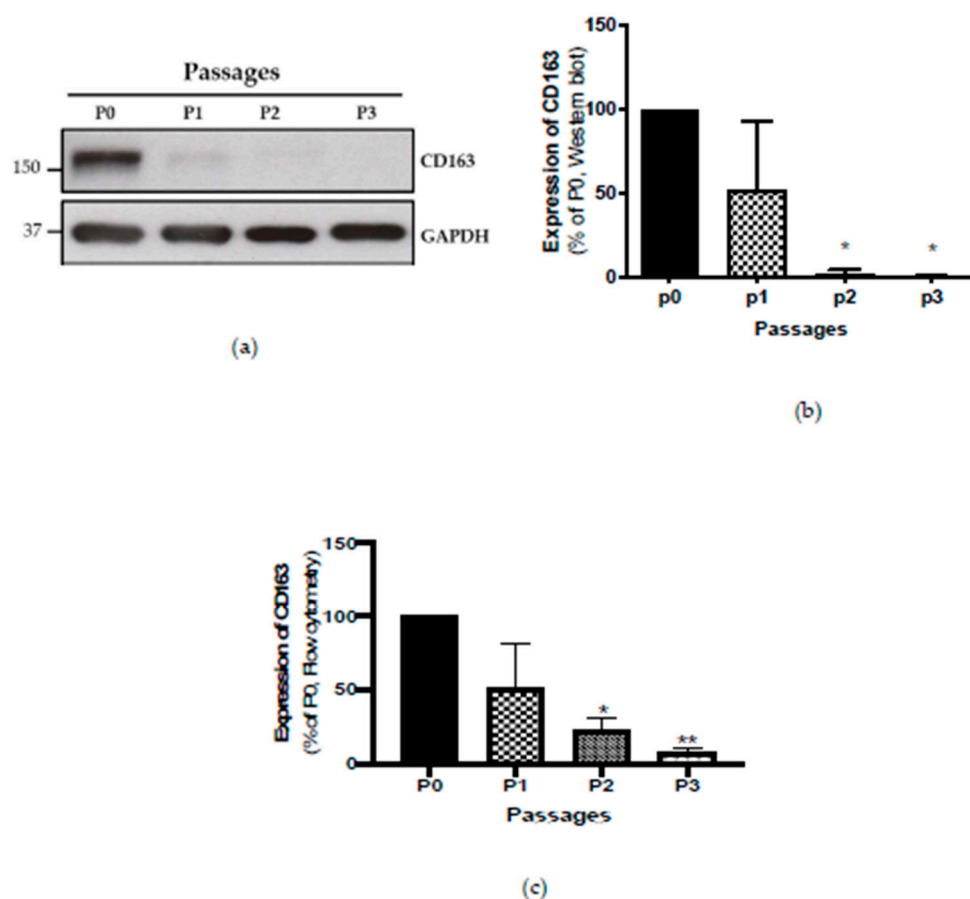 Passages
P0 P1 P2 P3
150
CD163
37
GAPDH
(a)
Expression of CD163
(% of P0, Western blot)
150
100
50
0
* *
p0 p1 p2 p3
Passages
(b)
Expression of CD163
(% of P0, Flow cytometry)
150
100
50
0
* **
P0 P1 P2 P3
Passages
(c)